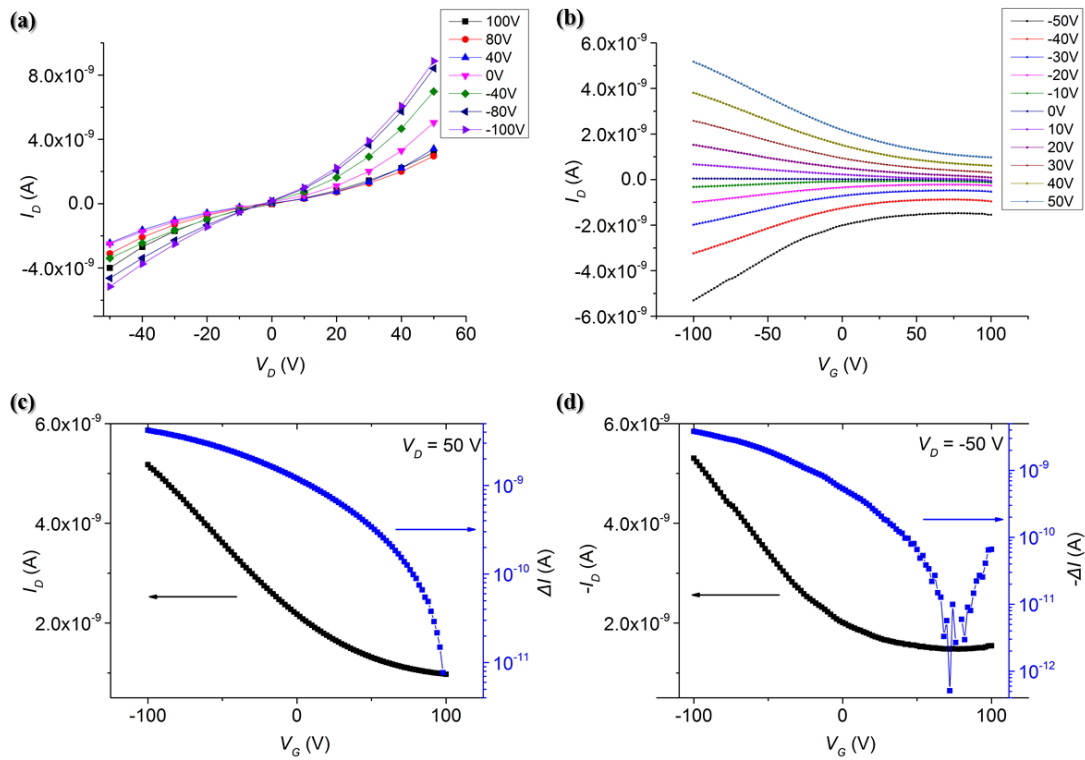 (a)
100V
80V
40V
0V
-40V
-80V
-100V
8.0x10⁻⁹
4.0x10⁻⁹
0.0
-4.0x10⁻⁹
I_D (A)
-40 -20 0 20 40 60
V_D (V)
(b)
-50V
-40V
-30V
-20V
-10V
0V
10V
20V
30V
40V
50V
6.0x10⁻⁹
4.0x10⁻⁹
2.0x10⁻⁹
0.0
-2.0x10⁻⁹
-4.0x10⁻⁹
-6.0x10⁻⁹
I_D (A)
-100 -50 0 50 100
V_G (V)
(c)
V_D = 50 V
6.0x10⁻⁹
4.0x10⁻⁹
2.0x10⁻⁹
I_D (A)
10⁻⁹
10⁻¹⁰
10⁻¹¹
ΔI (A)
-100 0 100
V_G (V)
(d)
V_D = -50 V
6.0x10⁻⁹
4.0x10⁻⁹
2.0x10⁻⁹
-I_D (A)
10⁻⁹
10⁻¹⁰
10⁻¹¹
10⁻¹²
-ΔI (A)
-100 0 100
V_G (V)